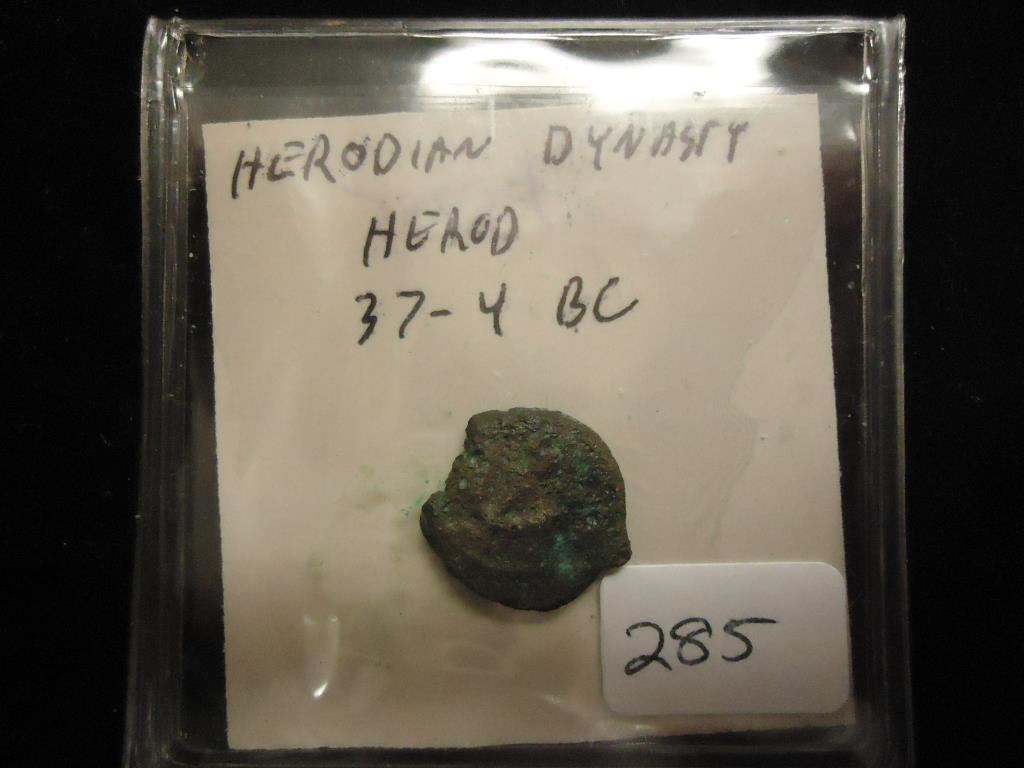 HERODIAN DYNASTY
HEROD
37-4 BC
285